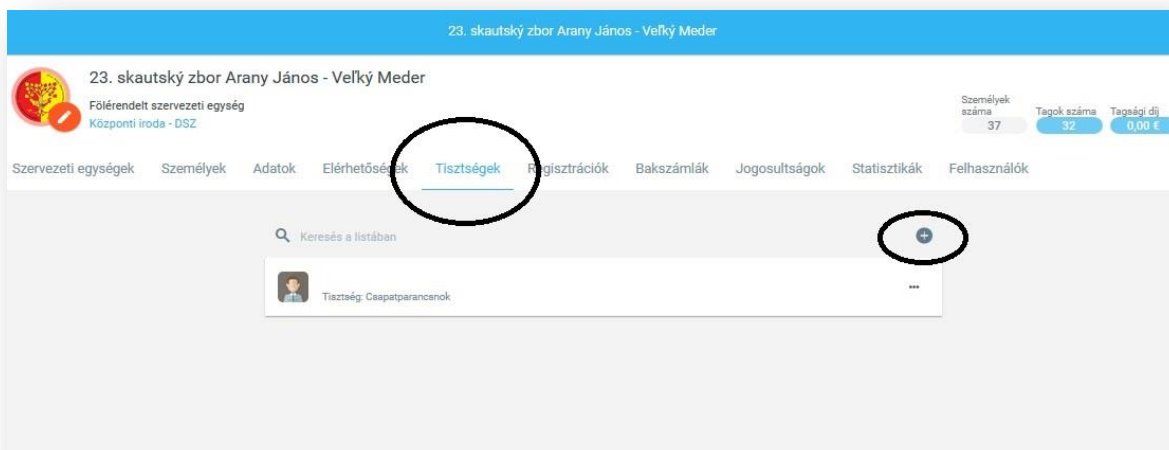 23. skautský zbor Arany János - Veľký Meder
23. skautský zbor Arany János - Veľký Meder
Fölérendelt szervezeti egység
Központi iroda - DSZ
Személyek száma
37
Tagok száma
32
Tagsági díj
0,00 €
Szervezeti egységek Személyek Adatok Elérhetőségek Tisztségek Regisztrációk Bakszámlák Jogosultságok Statisztikák Felhasználók
Keresés a listában
Tisztség: Csapatparancsnok